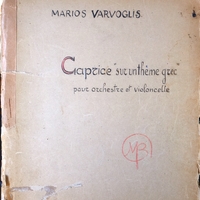 MARIOS VARVOGLIS.
Caprice "sur un thème grec"
pour orchestre et violoncelle